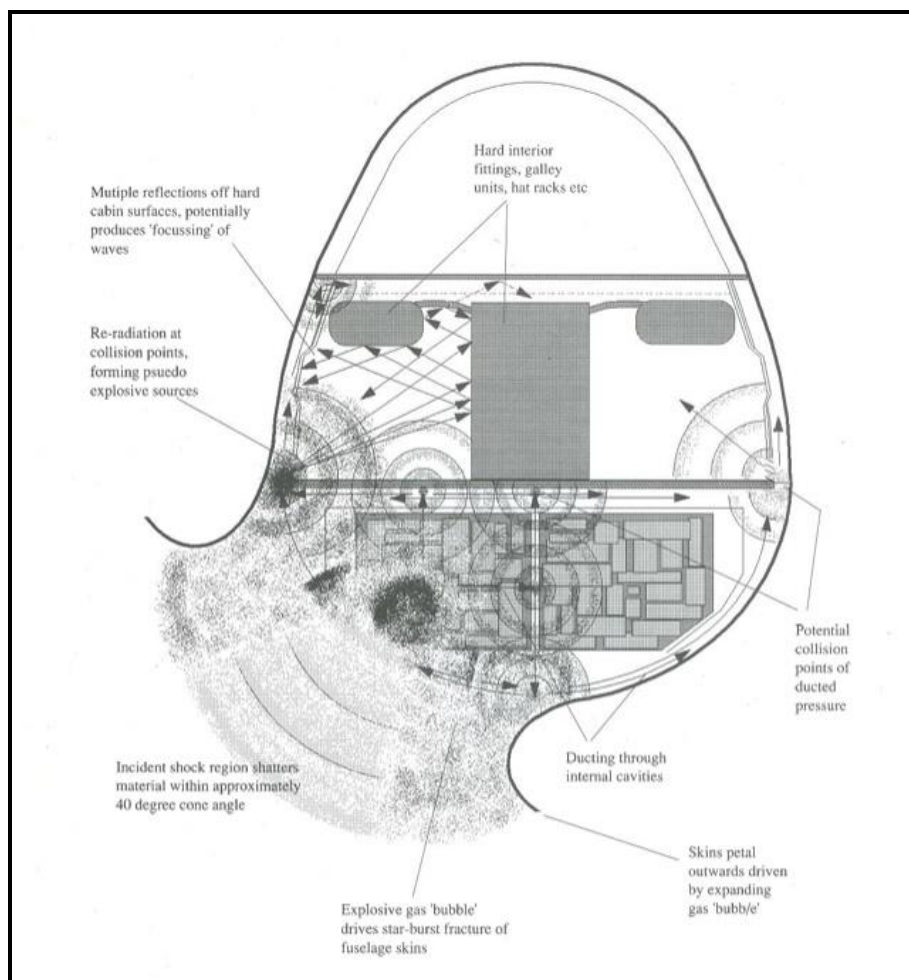 Hard interior
fittings, galley
units, hat racks etc
Mutiple reflections off hard
cabin surfaces, potentially
produces 'focussing' of
waves
Re-radiation at
collision points,
forming psuedo
explosive sources
Potential
collision
points of
ducted
pressure
Ducting through
internal cavities
Incident shock region shatters
material within approximately
40 degree cone angle
Skins petal
outwards driven
by expanding
gas 'bubb/e'
Explosive gas 'bubble'
drives star-burst fracture of
fuselage skins